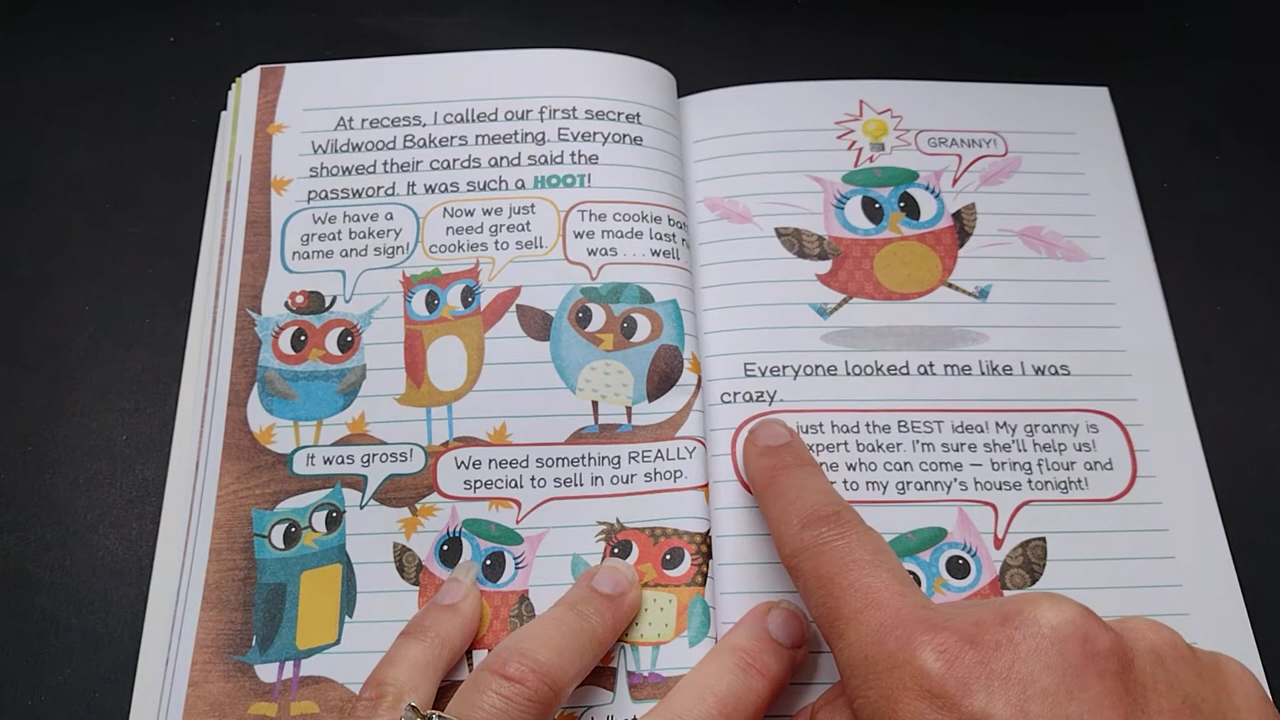 At recess, I called our first secret
Wildwood Bakers meeting. Everyone
showed their cards and said the
password. It was such a HOOT!
We have a
great bakery
name and sign!
Now we just
need great
cookies to sell.
The cookie
we made last
was . . . well
It was gross!
We need something REALLY
special to sell in our shop.
GRANNY!
Everyone looked at me like I was
crazy.
just had the BEST idea! My granny is
expert baker. I'm sure she'll help us!
who can come — bring flour and
to my granny's house tonight!